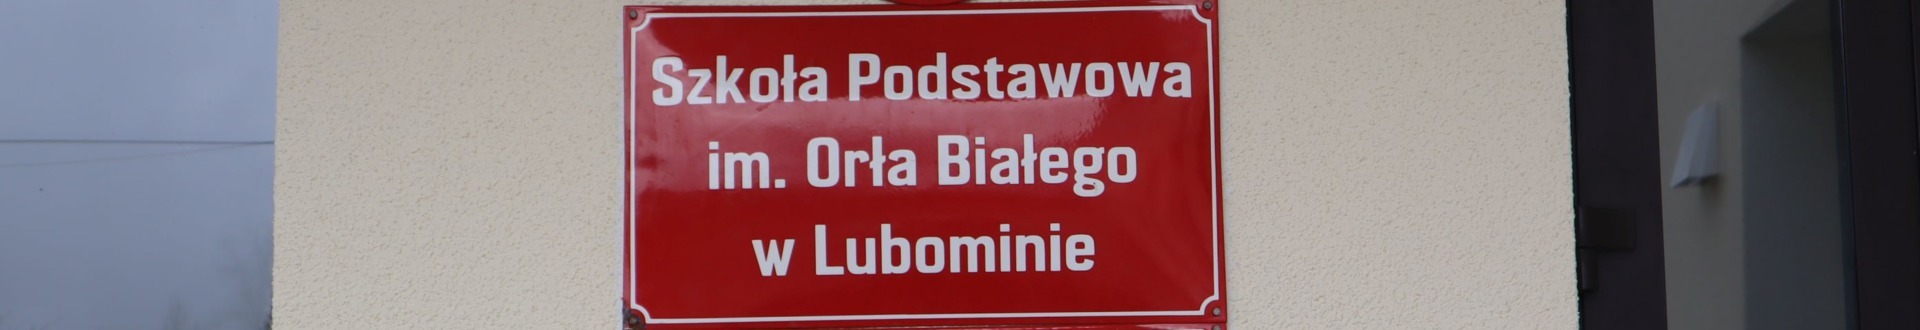 Szkoła Podstawowa
im. Orła Białego
w Lubominie